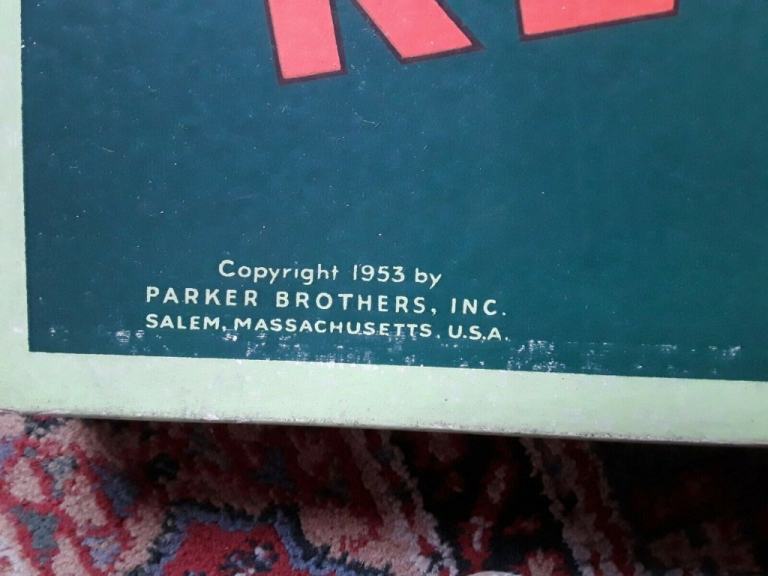 Copyright 1953 by
PARKER BROTHERS, INC.
SALEM, MASSACHUSETTS, U.S.A.